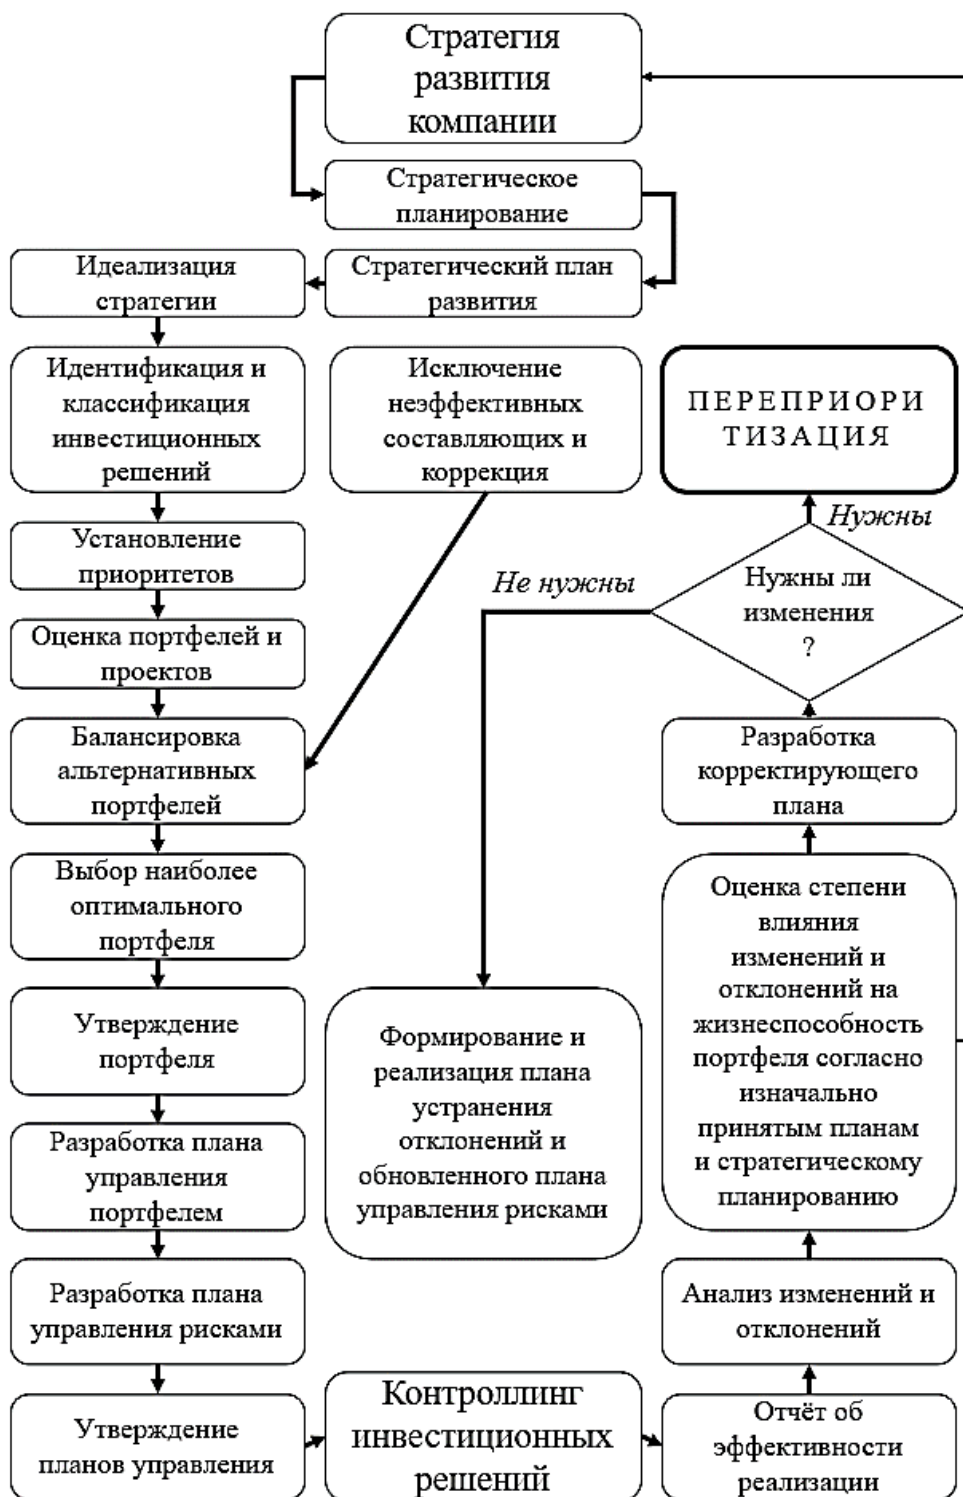 Стратегия
развития
компании
Стратегическое
планирование
Идеализация
стратегии
Стратегический план
развития
Идентификация и
классификация
инвестиционных
решений
Исключение
неэффективных
составляющих и
коррекция
ПЕРЕПРИОРИ
ТИЗАЦИЯ
Нужны
Установление
приоритетов
Не нужны
Нужны ли
изменения
?
Оценка портфелей и
проектов
Балансировка
альтернативных
портфелей
Разработка
корректирующего
плана
Выбор наиболее
оптимального
портфеля
Оценка степени
влияния
изменений и
отклонений на
жизнеспособность
портфеля согласно
изначально
принятым планам
и стратегическому
планированию
Утверждение
портфеля
Формирование и
реализация плана
устранения
отклонений и
обновленного плана
управления рисками
Разработка плана
управления
портфелем
Разработка плана
управления рисками
Анализ изменений и
отклонений
Утверждение
планов управления
Контроллинг
инвестиционных
решений
Отчёт об
эффективности
реализации